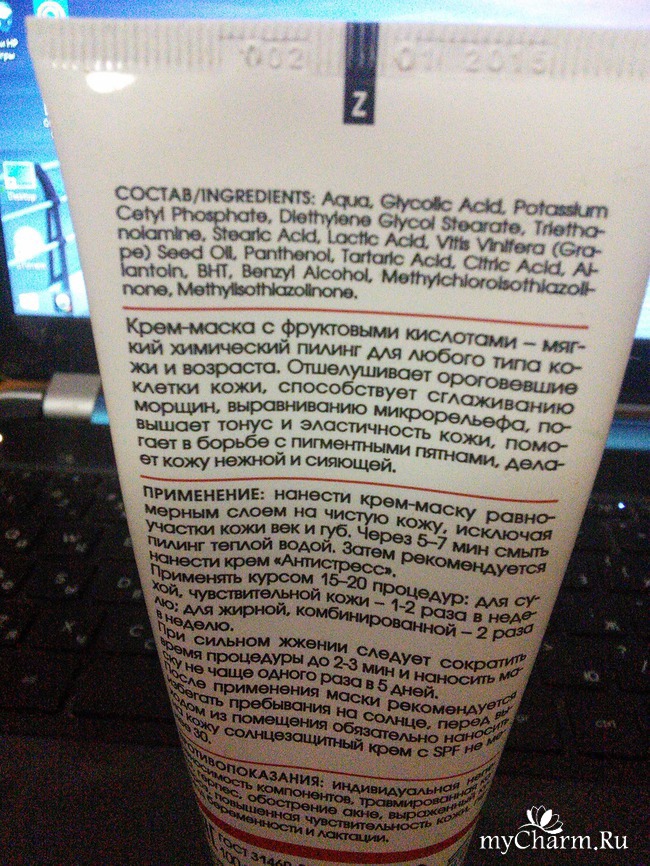 002 01 2015
Z
СОСТАВ/INGREDIENTS: Aqua, Glycolic Acid, Potassium
Cetyl Phosphate, Diethylene Glycol Stearate, Trietha-
nolamine, Stearic Acid, Lactic Acid, Vitis Vinifera (Gra-
pe) Seed Oil, Panthenol, Tartaric Acid, Citric Acid, Al-
lantoin, BHT, Benzyl Alcohol, Methylchloroisothiazoli-
none, Methylisothiazolinone.
Крем-маска с фруктовыми кислотами – мяг-
кий химический пилинг для любого типа ко-
жи и возраста. Отшелушивает ороговевшие
клетки кожи, способствует сглаживанию
морщин, выравниванию микрорельефа, по-
вышает тонус и эластичность кожи, помо-
гает в борьбе с пигментными пятнами, дела-
ет кожу нежной и сияющей.
ПРИМЕНЕНИЕ: нанести крем-маску равно-
мерным слоем на чистую кожу, исключая
участки кожи век и губ. Через 5–7 мин смыть
пилинг теплой водой. Затем рекомендуется
нанести крем «Антистресс».
Применять курсом 15–20 процедур: для су-
хой, чувствительной кожи – 1-2 раза в неде-
лю; для жирной, комбинированной – 2 раза
в неделю.
При сильном жжении следует сократить
время процедуры до 2-3 мин и наносить ма-
ску не чаще одного раза в 5 дней.
После применения маски рекомендуется
избегать пребывания на солнце, перед вы-
ходом из помещения обязательно наносить
на кожу солнцезащитный крем с SPF не ме-
нее 30.
ПРОТИВОПОКАЗАНИЯ: индивидуальная
компонентов, травмированная
герпес, обострение акне, выраженный
повышенная чувствительность кожи,
беременности и лактации.
ГОСТ 31460
100
Desktop
myCharm.Ru